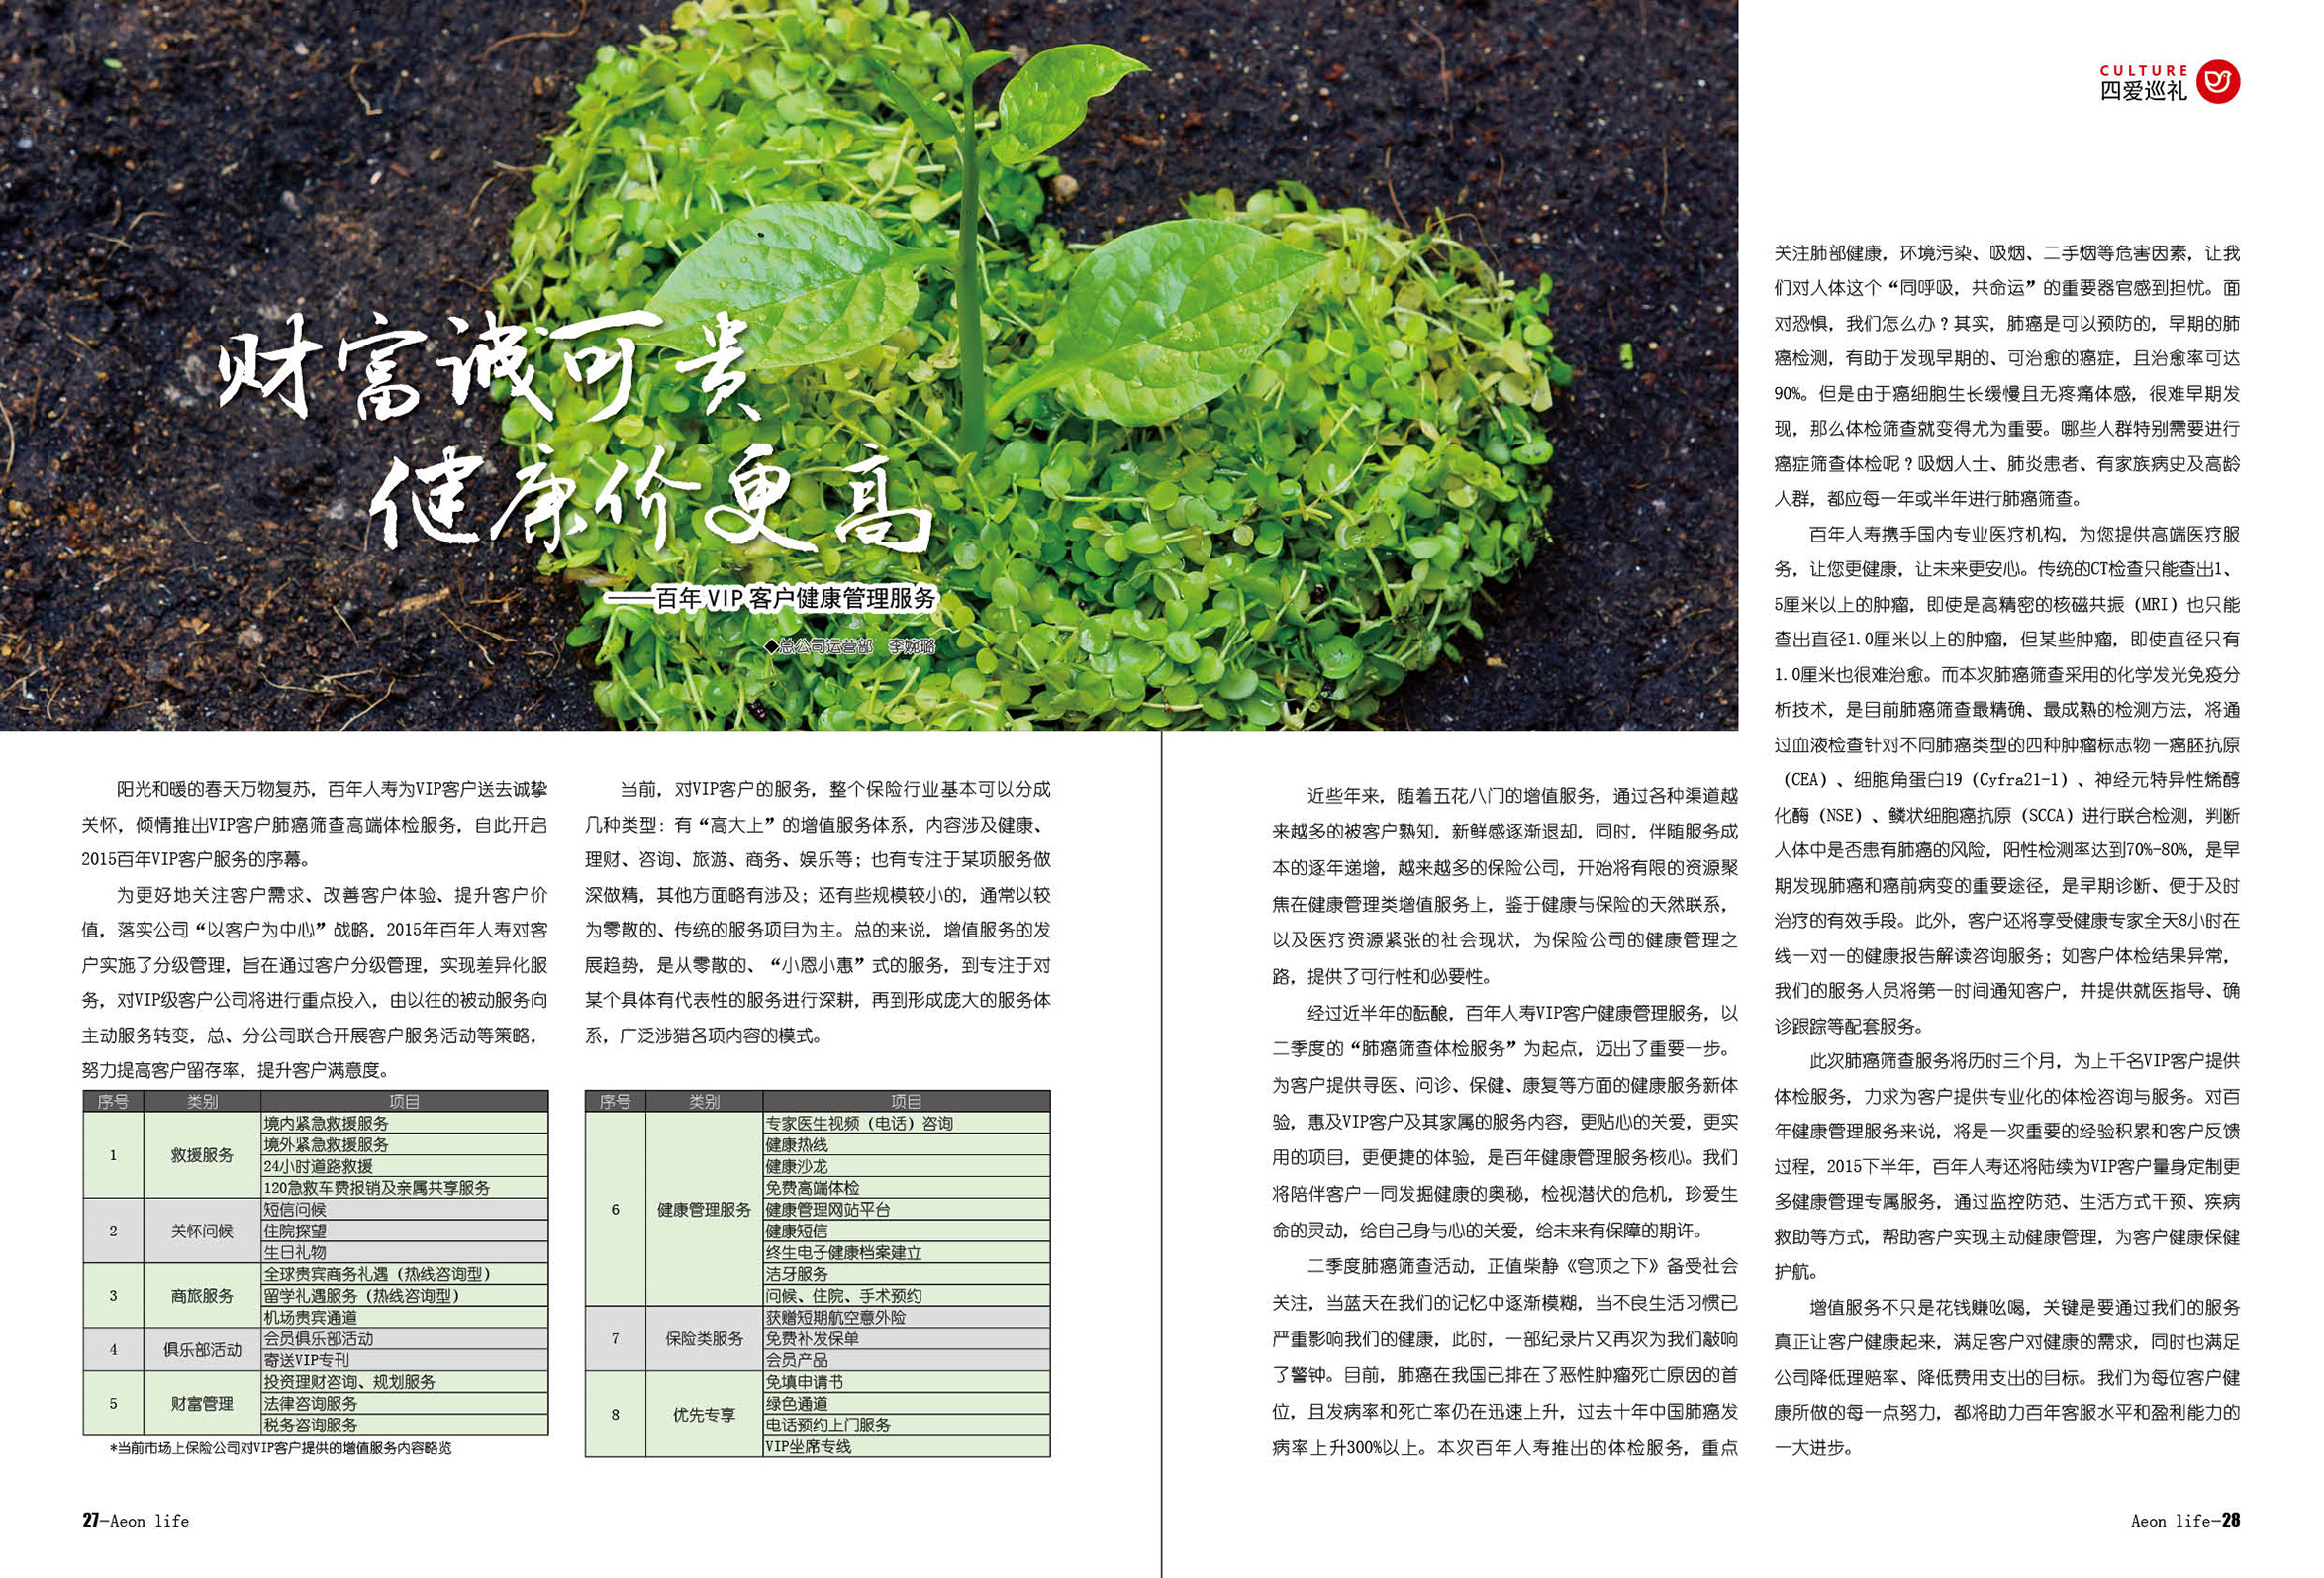 CULTURE
四爱巡礼
财富诚可贵
健康价更高
——百年 VIP 客户健康管理服务
◆总公司运营部 李婉璐
阳光和暖的春天万物复苏，百年人寿为VIP客户送去诚挚
关怀，倾情推出VIP客户肺癌筛查高端体检服务，自此开启
2015百年VIP客户服务的序幕。
为更好地关注客户需求、改善客户体验、提升客户价
值，落实公司“以客户为中心”战略，2015年百年人寿对客
户实施了分级管理，旨在通过客户分级管理，实现差异化服
务，对VIP级客户公司将进行重点投入，由以往的被动服务向
主动服务转变，总、分公司联合开展客户服务活动等策略，
努力提高客户留存率，提升客户满意度。
序号 类别 项目
1 救援服务
境内紧急救援服务
境外紧急救援服务
24小时道路救援
120急救车费报销及亲属共享服务
2 关怀问候
短信问候
住院探望
生日礼物
3 商旅服务
全球贵宾商务礼遇（热线咨询型）
留学礼遇服务（热线咨询型）
机场贵宾通道
4 俱乐部活动
会员俱乐部活动
寄送VIP专刊
5 财富管理
投资理财咨询、规划服务
法律咨询服务
税务咨询服务
*当前市场上保险公司对VIP客户提供的增值服务内容略览
当前，对VIP客户的服务，整个保险行业基本可以分成
几种类型：有“高大上”的增值服务体系，内容涉及健康、
理财、咨询、旅游、商务、娱乐等；也有专注于某项服务做
深做精，其他方面略有涉及；还有些规模较小的，通常以较
为零散的、传统的服务项目为主。总的来说，增值服务的发
展趋势，是从零散的、“小恩小惠”式的服务，到专注于对
某个具体有代表性的服务进行深耕，再到形成庞大的服务体
系，广泛涉猎各项内容的模式。
序号 类别 项目
6 健康管理服务
专家医生视频（电话）咨询
健康热线
健康沙龙
免费高端体检
健康管理网站平台
健康短信
终生电子健康档案建立
洁牙服务
问候、住院、手术预约
7 保险类服务
获赠短期航空意外险
免费补发保单
会员产品
8 优先专享
免填申请书
绿色通道
电话预约上门服务
VIP坐席专线
近些年来，随着五花八门的增值服务，通过各种渠道越
来越多的被客户熟知，新鲜感逐渐退却，同时，伴随服务成
本的逐年递增，越来越多的保险公司，开始将有限的资源聚
焦在健康管理类增值服务上，鉴于健康与保险的天然联系，
以及医疗资源紧张的社会现状，为保险公司的健康管理之
路，提供了可行性和必要性。
经过近半年的酝酿，百年人寿VIP客户健康管理服务，以
二季度的“肺癌筛查体检服务”为起点，迈出了重要一步。
为客户提供寻医、问诊、保健、康复等方面的健康服务新体
验，惠及VIP客户及其家属的服务内容，更贴心的关爱，更实
用的项目，更便捷的体验，是百年健康管理服务核心。我们
将陪伴客户一同发掘健康的奥秘，检视潜伏的危机，珍爱生
命的灵动，给自己身与心的关爱，给未来有保障的期许。
二季度肺癌筛查活动，正值柴静《穹顶之下》备受社会
关注，当蓝天在我们的记忆中逐渐模糊，当不良生活习惯已
严重影响我们的健康，此时，一部纪录片又再次为我们敲响
了警钟。目前，肺癌在我国已排在了恶性肿瘤死亡原因的首
位，且发病率和死亡率仍在迅速上升，过去十年中国肺癌发
病率上升300%以上。本次百年人寿推出的体检服务，重点
关注肺部健康，环境污染、吸烟、二手烟等危害因素，让我
们对人体这个“同呼吸，共命运”的重要器官感到担忧。面
对恐惧，我们怎么办？其实，肺癌是可以预防的，早期的肺
癌检测，有助于发现早期的、可治愈的癌症，且治愈率可达
90%。但是由于癌细胞生长缓慢且无疼痛体感，很难早期发
现，那么体检筛查就变得尤为重要。哪些人群特别需要进行
癌症筛查体检呢？吸烟人士、肺炎患者、有家族病史及高龄
人群，都应每一年或半年进行肺癌筛查。
百年人寿携手国内专业医疗机构，为您提供高端医疗服
务，让您更健康，让未来更安心。传统的CT检查只能查出1、
5厘米以上的肿瘤，即使是高精密的核磁共振（MRI）也只能
查出直径1.0厘米以上的肿瘤，但某些肿瘤，即使直径只有
1.0厘米也很难治愈。而本次肺癌筛查采用的化学发光免疫分
析技术，是目前肺癌筛查最精确、最成熟的检测方法，将通
过血液检查针对不同肺癌类型的四种肿瘤标志物—癌胚抗原
（CEA）、细胞角蛋白19（Cyfra21-1）、神经元特异性烯醇
化酶（NSE）、鳞状细胞癌抗原（SCCA）进行联合检测，判断
人体中是否患有肺癌的风险，阳性检测率达到70%-80%，是早
期发现肺癌和癌前病变的重要途径，是早期诊断、便于及时
治疗的有效手段。此外，客户还将享受健康专家全天8小时在
线一对一的健康报告解读咨询服务；如客户体检结果异常，
我们的服务人员将第一时间通知客户，并提供就医指导、确
诊跟踪等配套服务。
此次肺癌筛查服务将历时三个月，为上千名VIP客户提供
体检服务，力求为客户提供专业化的体检咨询与服务。对百
年健康管理服务来说，将是一次重要的经验积累和客户反馈
过程，2015下半年，百年人寿还将陆续为VIP客户量身定制更
多健康管理专属服务，通过监控防范、生活方式干预、疾病
救助等方式，帮助客户实现主动健康管理，为客户健康保健
护航。
增值服务不只是花钱赚吆喝，关键是要通过我们的服务
真正让客户健康起来，满足客户对健康的需求，同时也满足
公司降低理赔率、降低费用支出的目标。我们为每位客户健
康所做的每一点努力，都将助力百年客服水平和盈利能力的
一大进步。
27—Aeon life
Aeon life—28